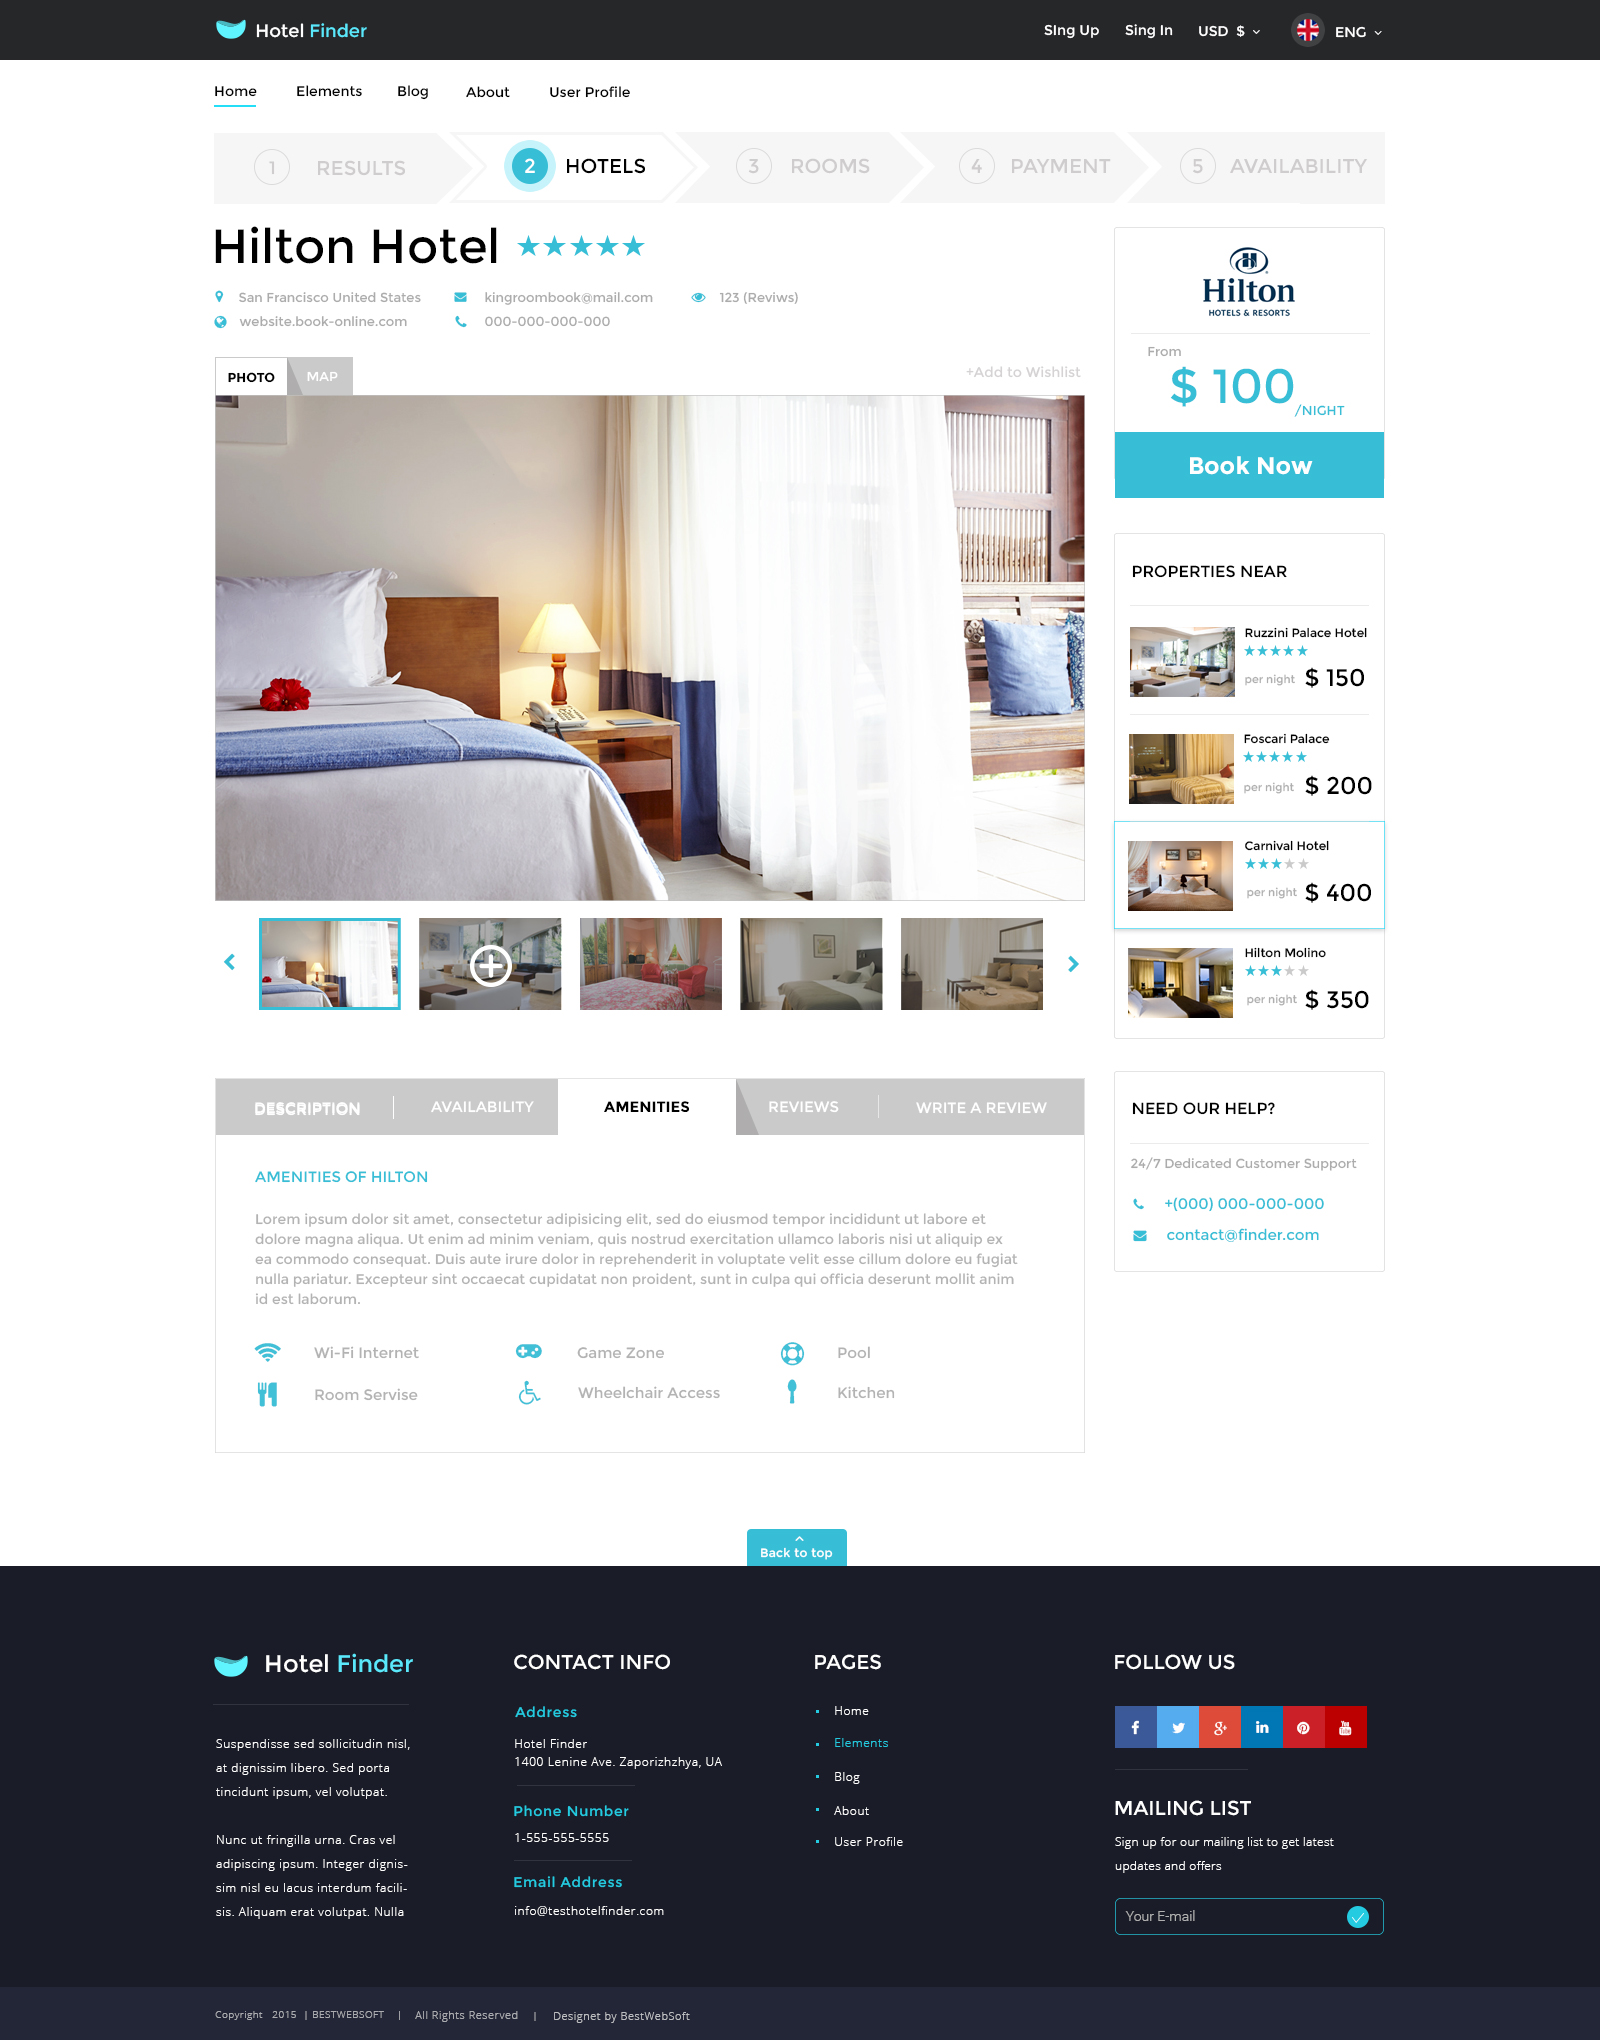 Hotel Finder
SIng Up
Sing In
USD $
ENG
Home
Elements
Blog
About
User Profile
1 RESULTS
2 HOTELS
3 ROOMS
4 PAYMENT
5 AVAILABILITY
Hilton Hotel
San Francisco United States
kingroombook@mail.com
123 (Reviws)
website.book-online.com
000-000-000-000
PHOTO
MAP
+Add to Wishlist
Hilton
HOTELS & RESORTS
From
$ 100
/NIGHT
Book Now
PROPERTIES NEAR
Ruzzini Palace Hotel
per night $ 150
Foscari Palace
per night $ 200
Carnival Hotel
per night $ 400
Hilton Molino
per night $ 350
DESCRIPTION
AVAILABILITY
AMENITIES
REVIEWS
WRITE A REVIEW
AMENITIES OF HILTON
Lorem ipsum dolor sit amet, consectetur adipisicing elit, sed do eiusmod tempor incididunt ut labore et
dolore magna aliqua. Ut enim ad minim veniam, quis nostrud exercitation ullamco laboris nisi ut aliquip ex
ea commodo consequat. Duis aute irure dolor in reprehenderit in voluptate velit esse cillum dolore eu fugiat
nulla pariatur. Excepteur sint occaecat cupidatat non proident, sunt in culpa qui officia deserunt mollit anim
id est laborum.
Wi-Fi Internet
Game Zone
Pool
Room Servise
Wheelchair Access
Kitchen
NEED OUR HELP?
24/7 Dedicated Customer Support
+(000) 000-000-000
contact@finder.com
Back to top
Hotel Finder
Suspendisse sed sollicitudin nisl,
at dignissim libero. Sed porta
tincidunt ipsum, vel volutpat.
Nunc ut fringilla urna. Cras vel
adipiscing ipsum. Integer dignis-
sim nisl eu lacus interdum facili-
sis. Aliquam erat volutpat. Nulla
CONTACT INFO
Address
Hotel Finder
1400 Lenine Ave. Zaporizhzhya, UA
Phone Number
1-555-555-5555
Email Address
info@testhotelfinder.com
PAGES
Home
Elements
Blog
About
User Profile
FOLLOW US
f
g+
in
You
Tube
MAILING LIST
Sign up for our mailing list to get latest
updates and offers
Your E-mail
Copyright 2015 | BESTWEBSOFT | All Rights Reserved | Designet by BestWebSoft